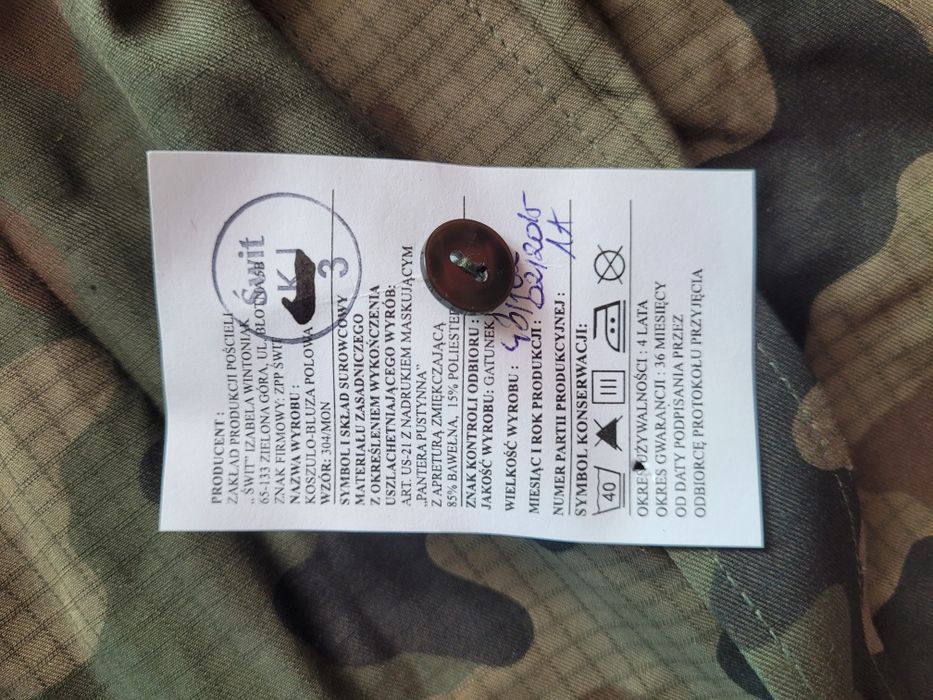 PRODUCENT :
ZAKŁAD PRODUKCJI POŚCIELI
„ŚWIT" IZABELA WINTONIAK
65-133 ZIELONA GÓRA, UL. BŁOTNA 5B
ZNAK FIRMOWY: ZPP ŚWIT
NAZWA WYROBU :
KOSZULO-BLUZA POLOWA
WZÓR: 304/MON
SYMBOL I SKŁAD SUROWCOWY
MATERIAŁU ZASADNICZEGO
Z OKREŚLENIEM WYKOŃCZENIA
USZLACHETNIAJĄCEGO WYRÓB:
ART. US-21 Z NADRUKIEM MASKUJĄCYM
„PANTERA PUSTYNNA"
Z APRETURĄ ZMIĘKCZAJĄCĄ
85% BAWEŁNA, 15% POLIESTER
ZNAK KONTROLI ODBIORU :
JAKOŚĆ WYROBU: GATUNEK
WIELKOŚĆ WYROBU :
MIESIĄC I ROK PRODUKCJI : 02/2015
NUMER PARTII PRODUKCYJNEJ : 1A
SYMBOL KONSERWACJI:
40
OKRES UŻYWALNOŚCI : 4 LATA
OKRES GWARANCJI : 36 MIESIĘCY
OD DATY PODPISANIA PRZEZ
ODBIORCĘ PROTOKOŁU PRZYJĘCIA
Świt
KJ
3